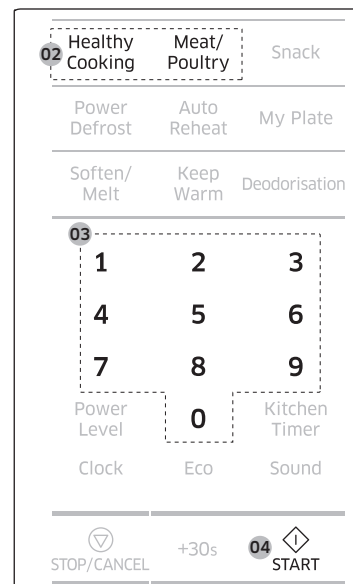 02 Healthy Cooking Meat/ Poultry Snack
Power Defrost Auto Reheat My Plate
Soften/ Melt Keep Warm Deodorisation
03
1 2 3
4 5 6
7 8 9
Power Level 0 Kitchen Timer
Clock Eco Sound
STOP/CANCEL +30s 04 START